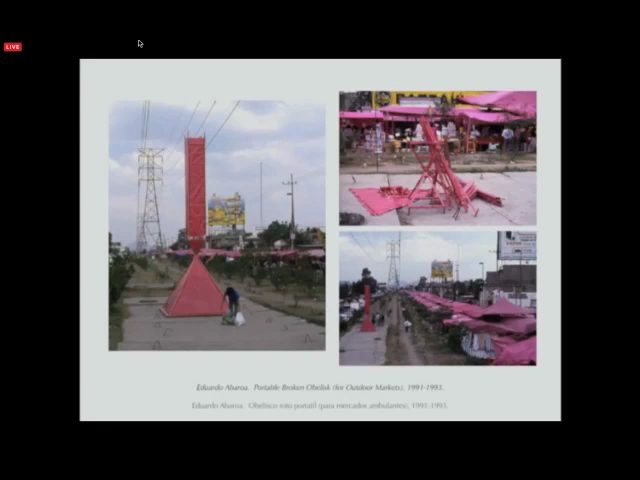 LIVE
Eduardo Abaroa. Portable Broken Obelisk (for Outdoor Markets). 1991-1993.
Eduardo Abaroa. Obelisco roto portátil (para mercados ambulantes), 1991-1993.